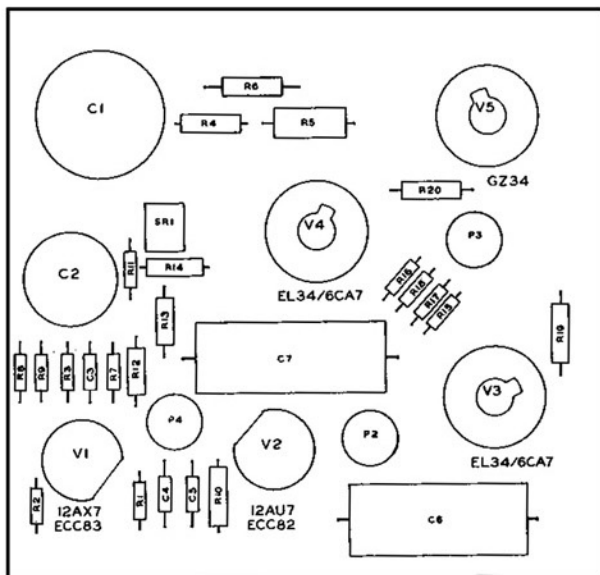 R6
C1
R4
R5
V5
GZ34
R20
SR1
V4
P3
R11
R14
C2
EL34/6CA7
R16
R18
R17
R15
R13
R19
C7
R8
R9
R3
C3
R7
R12
V3
P4
V1
V2
P2
EL34/6CA7
R2
12AX7
ECC83
R1
C4
C5
R10
12AU7
ECC82
C6